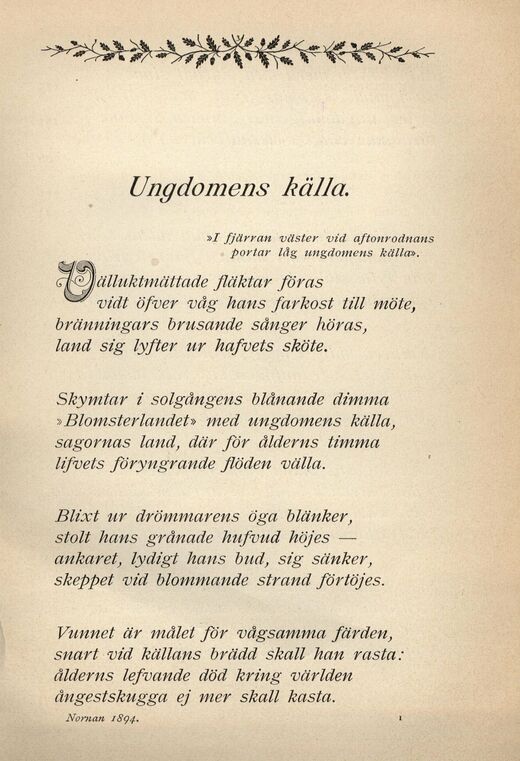 Ungdomens källa.
»I fjärran väster vid aftonrodnans
portar låg ungdomens källa».
Välluktmättade fläktar föras
vidt öfver våg hans farkost till möte,
bränningars brusande sånger höras,
land sig lyfter ur hafvets sköte.
Skymtar i solgångens blånande dimma
»Blomsterlandet» med ungdomens källa,
sagornas land, där för ålderns timma
lifvets föryngrande flöden välla.
Blixt ur drömmarens öga blänker,
stolt hans grånade hufvud höjes —
ankaret, lydigt hans bud, sig sänker,
skeppet vid blommande strand förtöjes.
Vunnet är målet för vågsamma färden,
snart vid källans brädd skall han rasta:
ålderns lefvande död kring världen
ångestskugga ej mer skall kasta.
Nornan 1894. 1